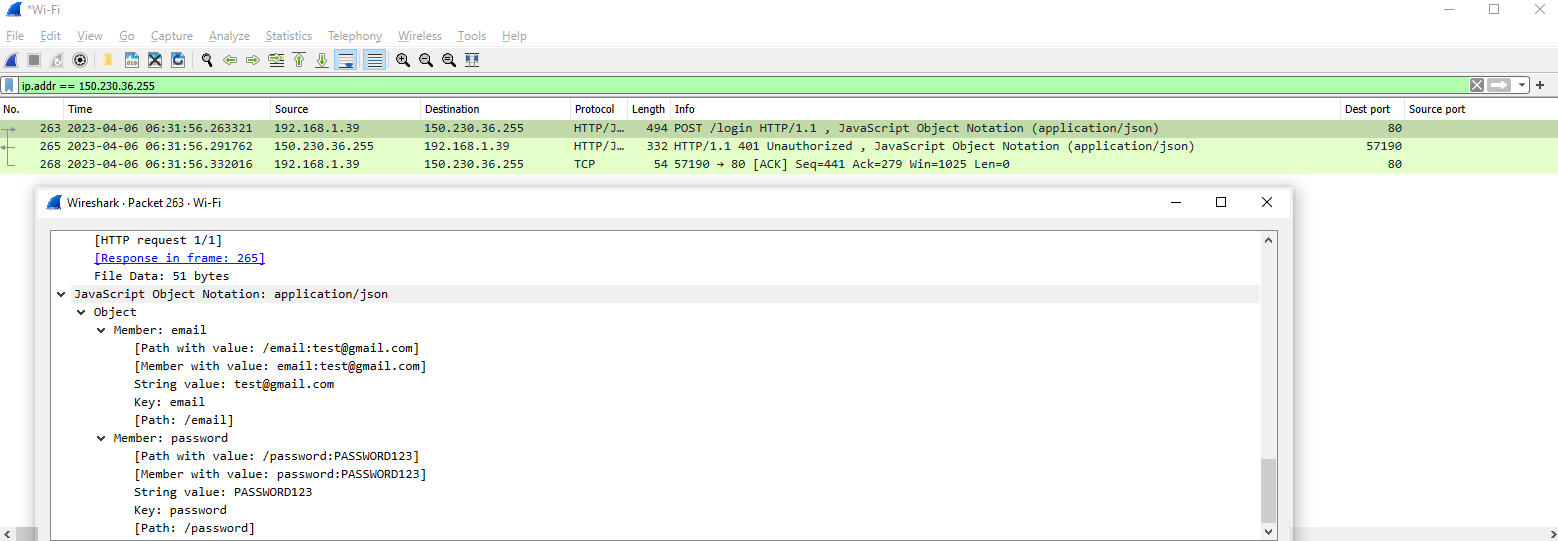 *Wi-Fi
File Edit View Go Capture Analyze Statistics Telephony Wireless Tools Help
ip.addr == 150.230.36.255
No. Time Source Destination Protocol Length Info Dest port Source port
263 2023-04-06 06:31:56.263321 192.168.1.39 150.230.36.255 HTTP/J… 494 POST /login HTTP/1.1 , JavaScript Object Notation (application/json) 80
265 2023-04-06 06:31:56.291762 150.230.36.255 192.168.1.39 HTTP/J… 332 HTTP/1.1 401 Unauthorized , JavaScript Object Notation (application/json) 57190
268 2023-04-06 06:31:56.332016 192.168.1.39 150.230.36.255 TCP 54 57190 → 80 [ACK] Seq=441 Ack=279 Win=1025 Len=0 80
Wireshark · Packet 263 · Wi-Fi
[HTTP request 1/1]
[Response in frame: 265]
File Data: 51 bytes
JavaScript Object Notation: application/json
Object
Member: email
[Path with value: /email:test@gmail.com]
[Member with value: email:test@gmail.com]
String value: test@gmail.com
Key: email
[Path: /email]
Member: password
[Path with value: /password:PASSWORD123]
[Member with value: password:PASSWORD123]
String value: PASSWORD123
Key: password
[Path: /password]